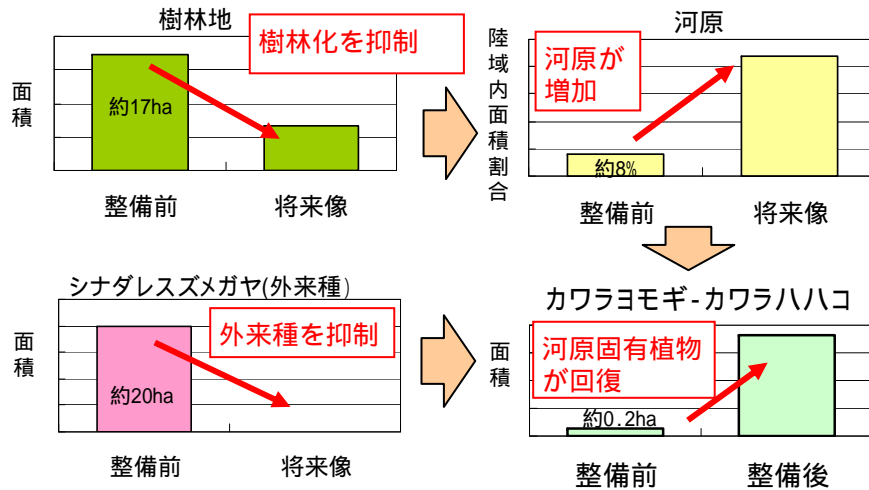 樹林地
樹林化を抑制
面積
約17ha
整備前
将来像
河原
河原が
増加
陸域内面積割合
約8%
整備前
将来像
シナダレスズメガヤ(外来種)
外来種を抑制
面積
約20ha
整備前
将来像
カワラヨモギ-カワラハハコ
河原固有植物
が回復
面積
約0.2ha
整備前
整備後